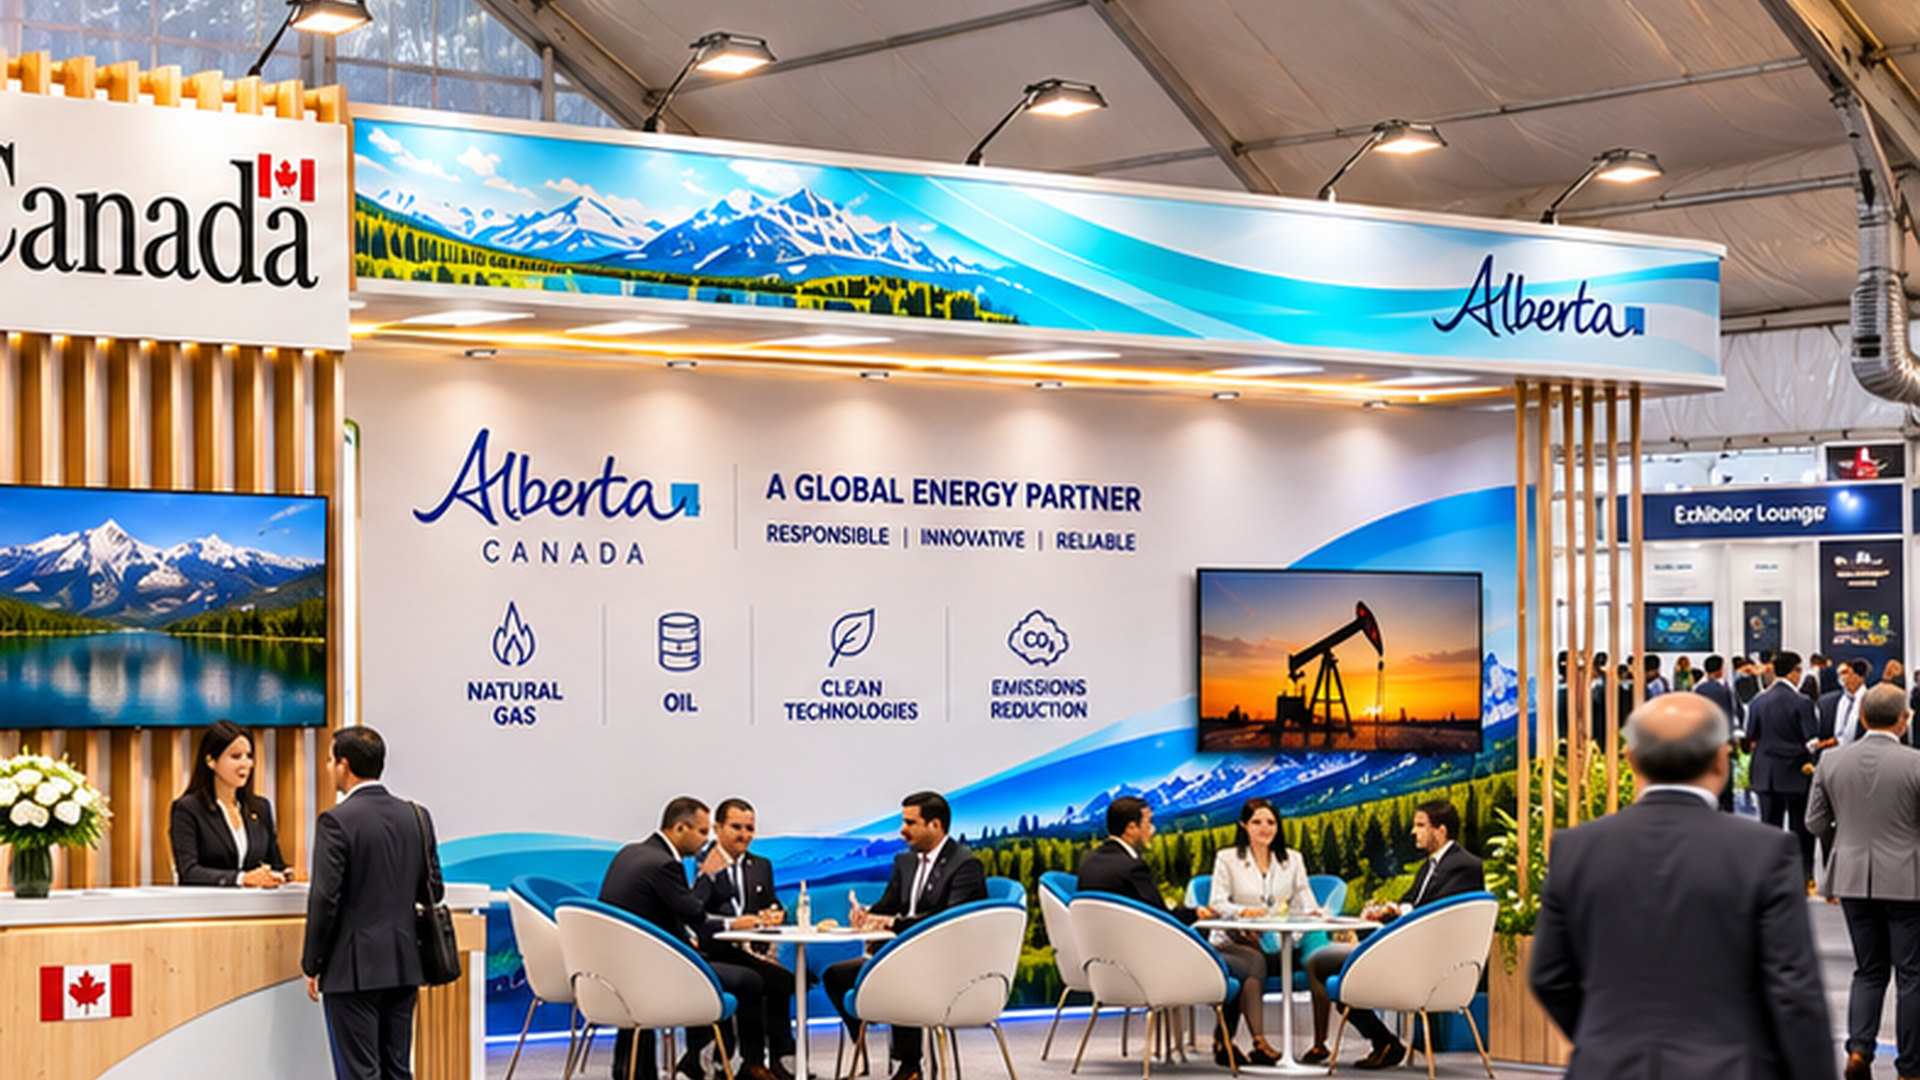 Canada
Alberta
Alberta
CANADA
A GLOBAL ENERGY PARTNER
RESPONSIBLE | INNOVATIVE | RELIABLE
NATURAL
GAS
OIL
CLEAN
TECHNOLOGIES
CO₂
EMISSIONS
REDUCTION
Exhibitor Lounge